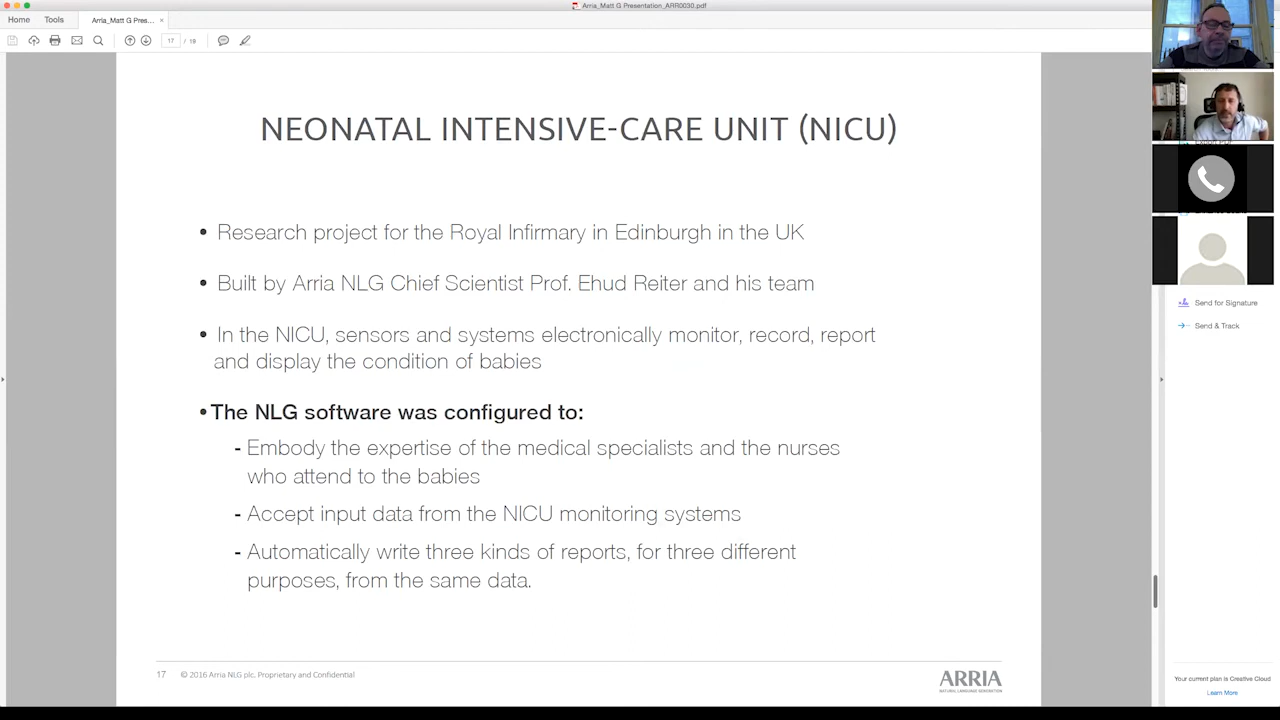 Arria_Matt G Presentation_ARR0030.pdf
Home Tools Arria_Matt G Pres... ×
17 / 19
NEONATAL INTENSIVE-CARE UNIT (NICU)
• Research project for the Royal Infirmary in Edinburgh in the UK
• Built by Arria NLG Chief Scientist Prof. Ehud Reiter and his team
• In the NICU, sensors and systems electronically monitor, record, report
and display the condition of babies
• The NLG software was configured to:
- Embody the expertise of the medical specialists and the nurses
who attend to the babies
- Accept input data from the NICU monitoring systems
- Automatically write three kinds of reports, for three different
purposes, from the same data.
17 © 2016 Arria NLG plc, Proprietary and Confidential
ARRIA
NATURAL LANGUAGE GENERATION
Send for Signature
Send & Track
Your current plan is Creative Cloud
Learn More